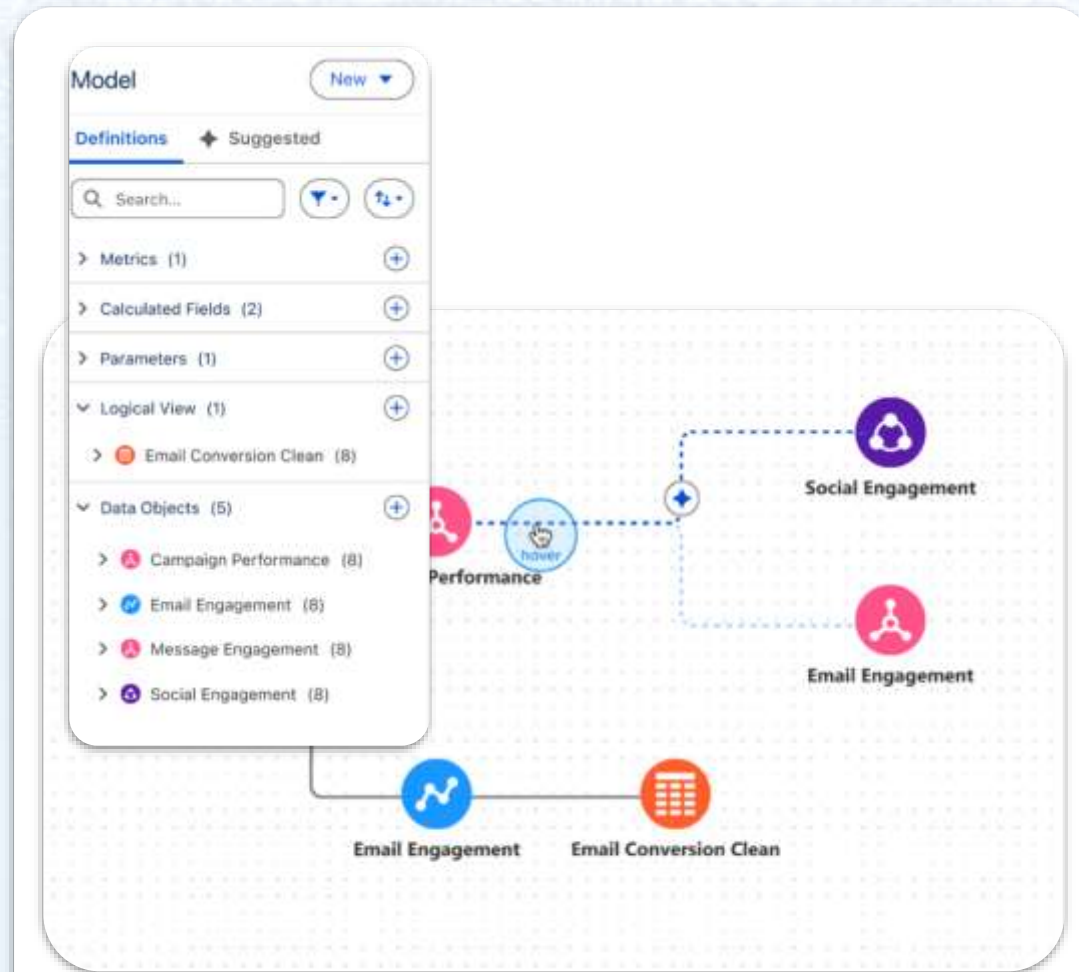 Model
New
Definitions
Suggested
Search...
Metrics (1)
Calculated Fields (2)
Parameters (1)
Logical View (1)
Email Conversion Clean (8)
Data Objects (5)
Campaign Performance (8)
Email Engagement (8)
Message Engagement (8)
Social Engagement (8)
Social Engagement
hover
Performance
Email Engagement
Email Engagement
Email Conversion Clean